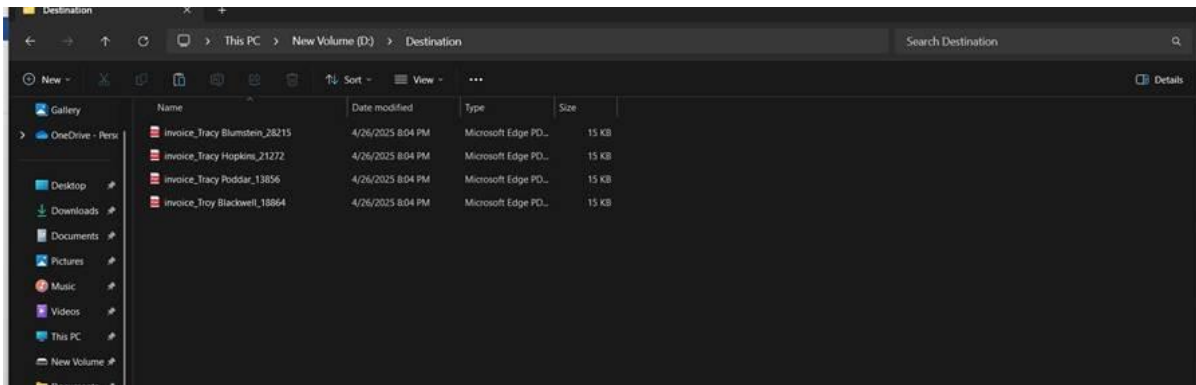 Destination
This PC > New Volume (D:) > Destination
Search Destination
New
Sort
View
Details
Gallery
Name Date modified Type Size
OneDrive - Pers
invoice_Tracy Blumstein_28215 4/26/2025 8:04 PM Microsoft Edge PD... 15 KB
invoice_Tracy Hopkins_21272 4/26/2025 8:04 PM Microsoft Edge PD... 15 KB
Desktop
invoice_Tracy Poddar_13856 4/26/2025 8:04 PM Microsoft Edge PD... 15 KB
invoice_Troy Blackwell_18864 4/26/2025 8:04 PM Microsoft Edge PD... 15 KB
Downloads
Documents
Pictures
Music
Videos
This PC
New Volume